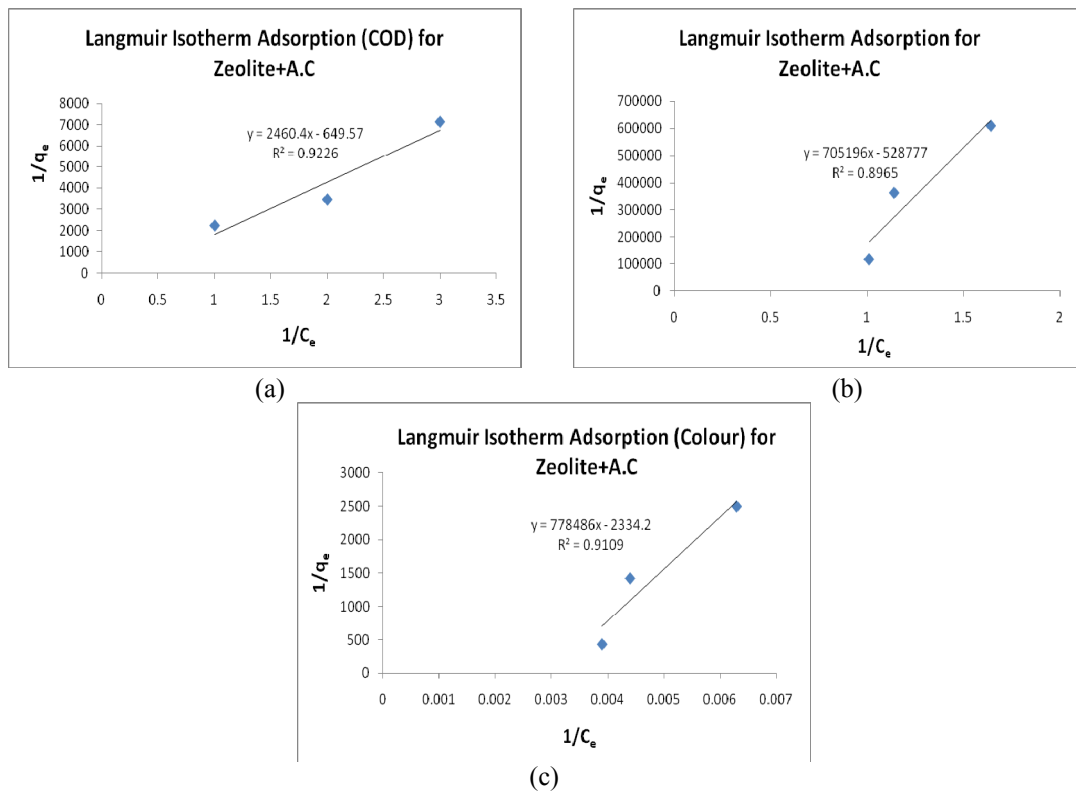 Langmuir Isotherm Adsorption (COD) for
Zeolite+A.C
8000
7000
6000
5000
4000
3000
2000
1000
0
1/qe
y = 2460.4x - 649.57
R² = 0.9226
0 0.5 1 1.5 2 2.5 3 3.5
1/Ce
(a)
Langmuir Isotherm Adsorption for
Zeolite+A.C
700000
600000
500000
400000
300000
200000
100000
0
1/qe
y = 705196x - 528777
R² = 0.8965
0 0.5 1 1.5 2
1/Ce
(b)
Langmuir Isotherm Adsorption (Colour) for
Zeolite+A.C
3000
2500
2000
1500
1000
500
0
1/qe
y = 778486x - 2334.2
R² = 0.9109
0 0.001 0.002 0.003 0.004 0.005 0.006 0.007
1/Ce
(c)